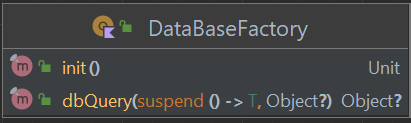 DataBaseFactory
init() Unit
dbQuery(suspend () -> T, Object?) Object?